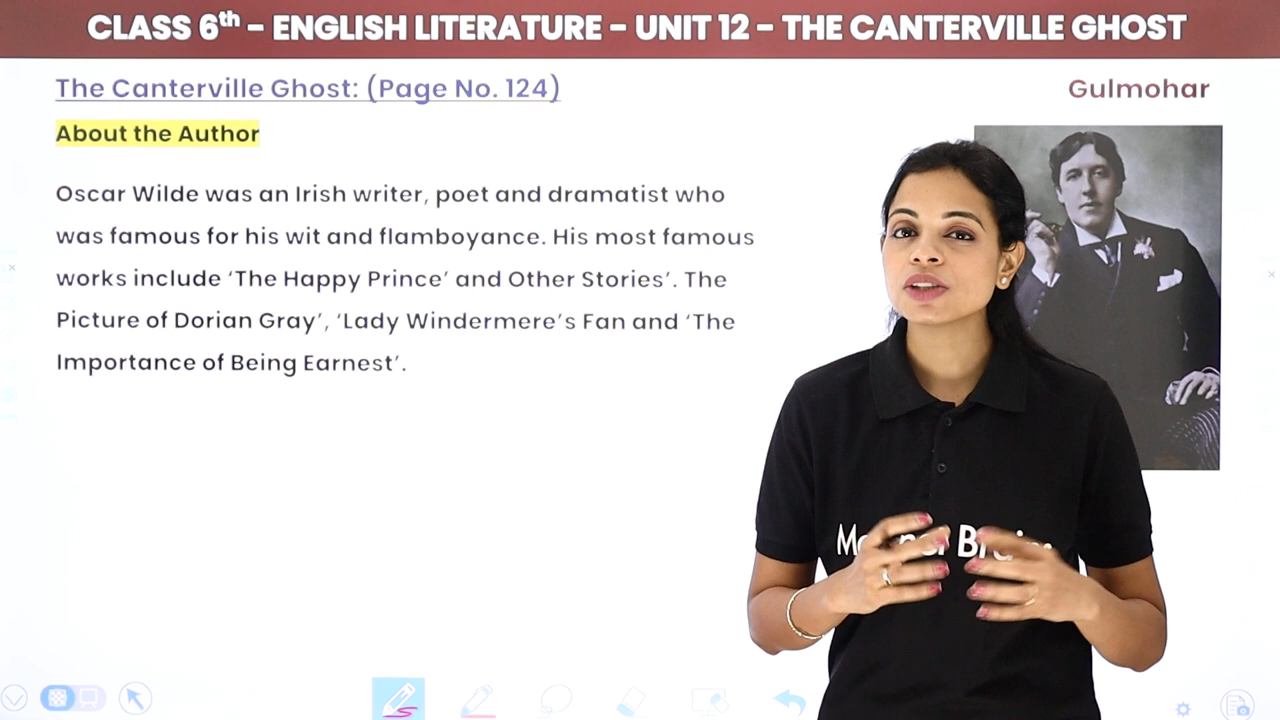 CLASS 6th - ENGLISH LITERATURE - UNIT 12 - THE CANTERVILLE GHOST
The Canterville Ghost: (Page No. 124)
Gulmohar
About the Author
Oscar Wilde was an Irish writer, poet and dramatist who
was famous for his wit and flamboyance. His most famous
works include ‘The Happy Prince’ and Other Stories’. The
Picture of Dorian Gray’, ‘Lady Windermere’s Fan and ‘The
Importance of Being Earnest’.